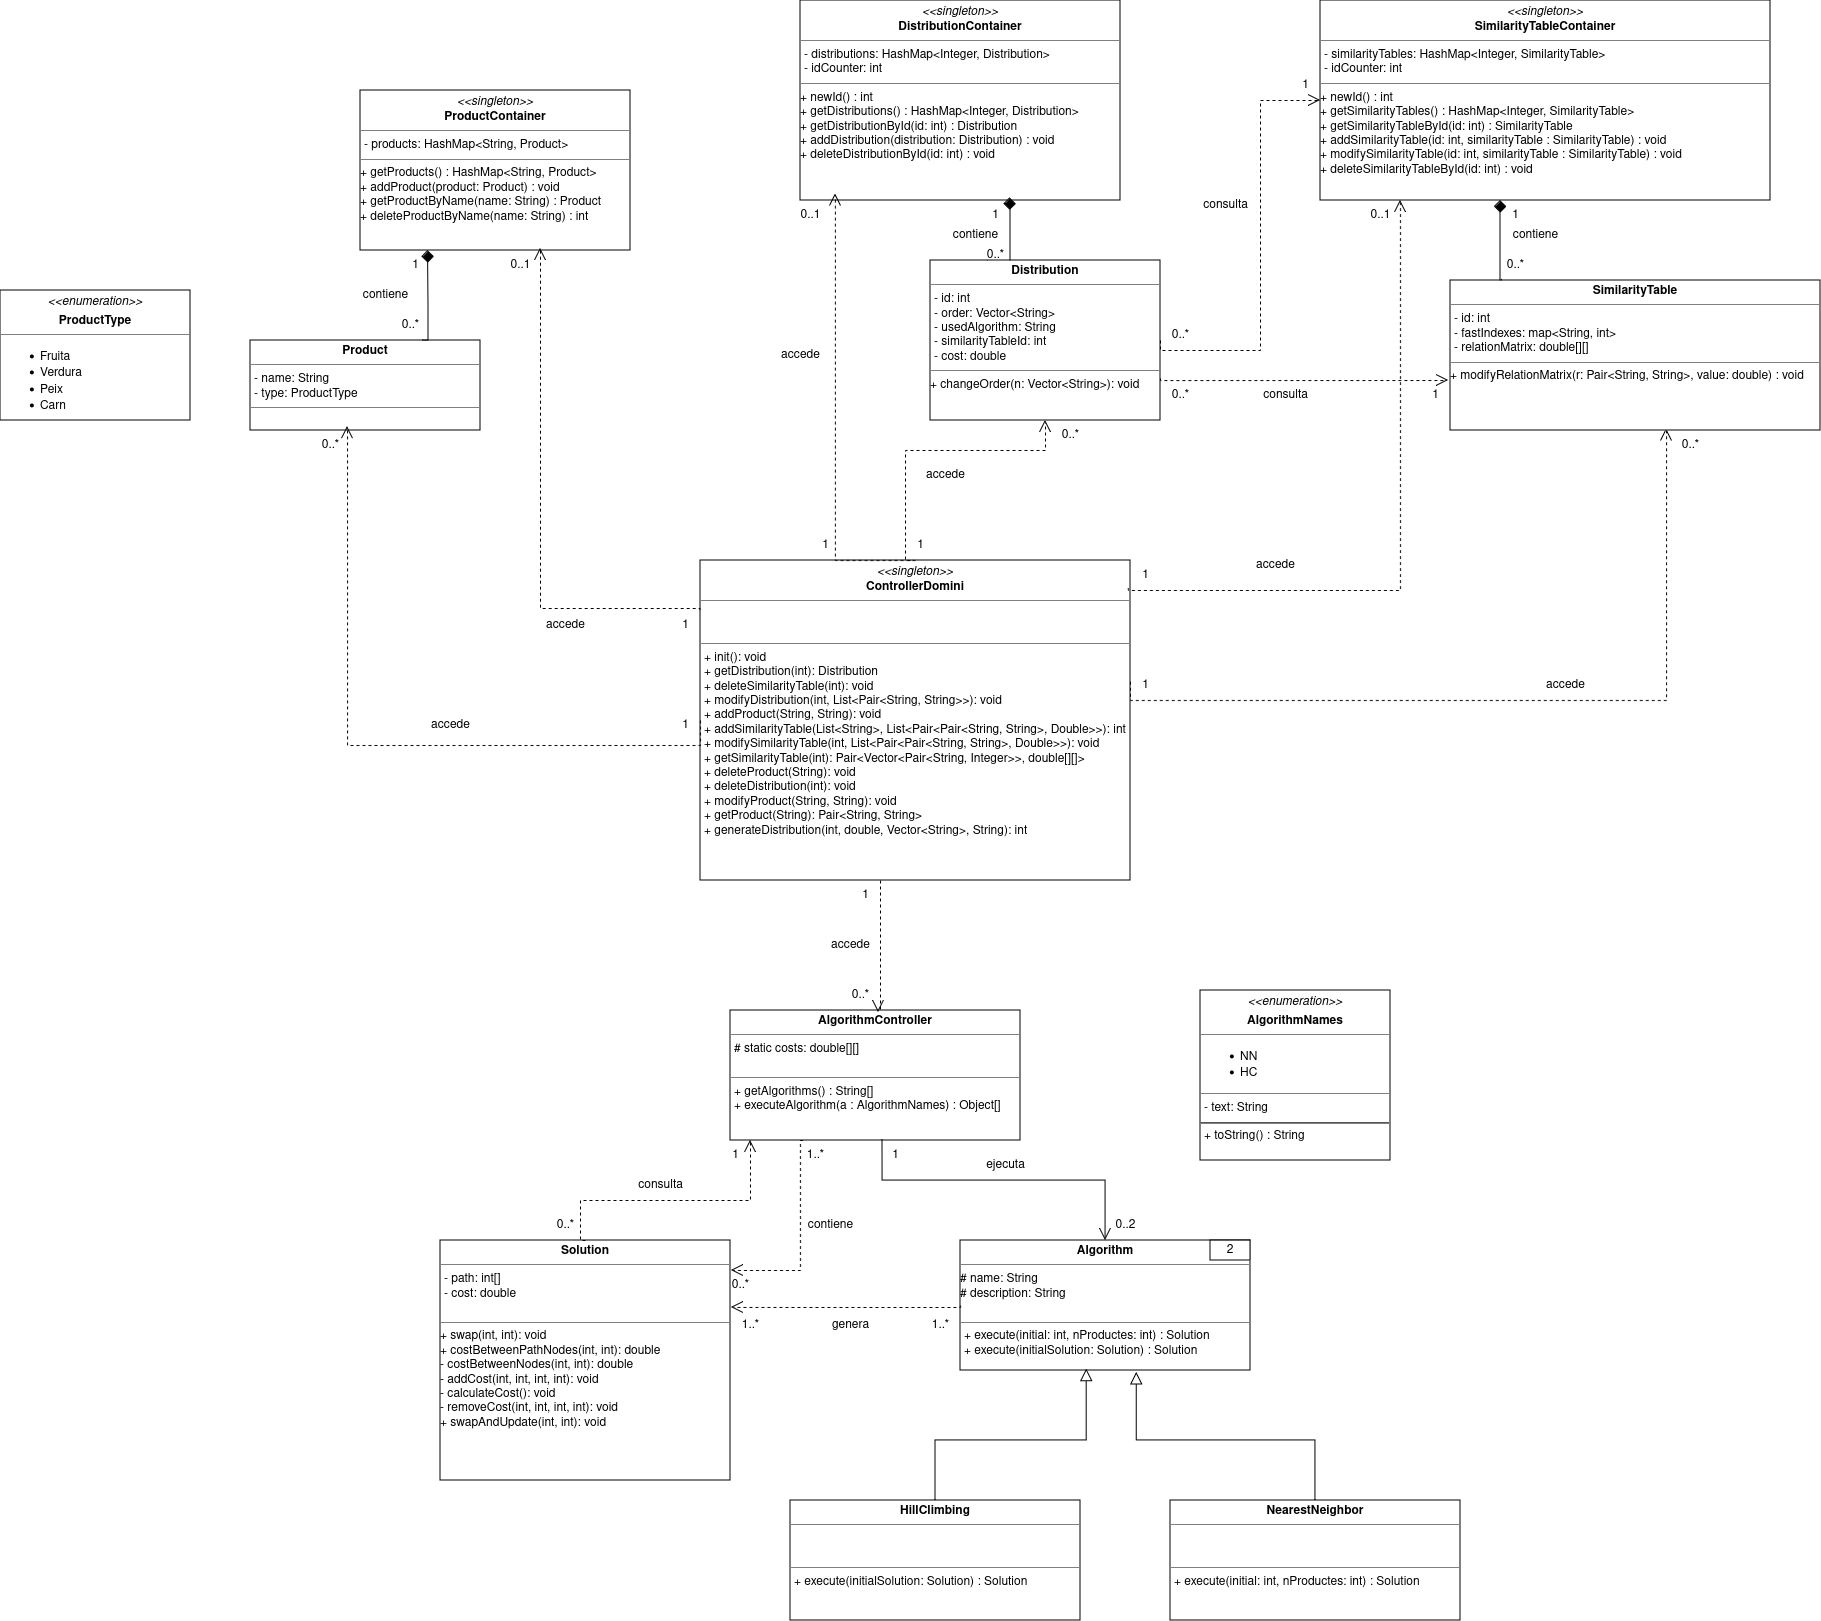 <<singleton>>
DistributionContainer
- distributions: HashMap<Integer, Distribution>
- idCounter: int
+ newId() : int
+ getDistributions() : HashMap<Integer, Distribution>
+ getDistributionById(id: int) : Distribution
+ addDistribution(distribution: Distribution) : void
+ deleteDistributionById(id: int) : void
<<singleton>>
SimilarityTableContainer
- similarityTables: HashMap<Integer, SimilarityTable>
- idCounter: int
+ newId() : int
+ getSimilarityTables() : HashMap<Integer, SimilarityTable>
+ getSimilarityTableById(id: int) : SimilarityTable
+ addSimilarityTable(id: int, similarityTable : SimilarityTable) : void
+ modifySimilarityTable(id: int, similarityTable : SimilarityTable) : void
+ deleteSimilarityTableById(id: int) : void
<<singleton>>
ProductContainer
- products: HashMap<String, Product>
+ getProducts() : HashMap<String, Product>
+ addProduct(product: Product) : void
+ getProductByName(name: String) : Product
+ deleteProductByName(name: String) : int
1
consulta
0..1
1
contiene
0..*
0..1
1
contiene
0..*
1
0..1
contiene
0..*
<<enumeration>>
ProductType
• Fruita
• Verdura
• Peix
• Carn
Product
- name: String
- type: ProductType
0..*
Distribution
- id: int
- order: Vector<String>
- usedAlgorithm: String
- similarityTableId: int
- cost: double
+ changeOrder(n: Vector<String>): void
0..*
0..*
consulta
1
SimilarityTable
- id: int
- fastIndexes: map<String, int>
- relationMatrix: double[][]
+ modifyRelationMatrix(r: Pair<String, String>, value: double) : void
0..*
accede
0..*
accede
1
1
accede
1
accede
1
accede
1
1
accede
accede
<<singleton>>
ControllerDomini
+ init(): void
+ getDistribution(int): Distribution
+ deleteSimilarityTable(int): void
+ modifyDistribution(int, List<Pair<String, String>>): void
+ addProduct(String, String): void
+ addSimilarityTable(List<String>, List<Pair<Pair<String, String>, Double>>): int
+ modifySimilarityTable(int, List<Pair<Pair<String, String>, Double>>): void
+ getSimilarityTable(int): Pair<Vector<Pair<String, Integer>>, double[][]>
+ deleteProduct(String): void
+ deleteDistribution(int): void
+ modifyProduct(String, String): void
+ getProduct(String): Pair<String, String>
+ generateDistribution(int, double, Vector<String>, String): int
1
accede
0..*
AlgorithmController
# static costs: double[][]
+ getAlgorithms() : String[]
+ executeAlgorithm(a : AlgorithmNames) : Object[]
<<enumeration>>
AlgorithmNames
• NN
• HC
- text: String
+ toString() : String
1
1..*
1
ejecuta
consulta
0..*
contiene
0..2
0..*
Solution
- path: int[]
- cost: double
+ swap(int, int): void
+ costBetweenPathNodes(int, int): double
- costBetweenNodes(int, int): double
- addCost(int, int, int, int): void
- calculateCost(): void
- removeCost(int, int, int, int): void
+ swapAndUpdate(int, int): void
1..*
genera
1..*
Algorithm
2
# name: String
# description: String
+ execute(initial: int, nProductes: int) : Solution
+ execute(initialSolution: Solution) : Solution
HillClimbing
+ execute(initialSolution: Solution) : Solution
NearestNeighbor
+ execute(initial: int, nProductes: int) : Solution